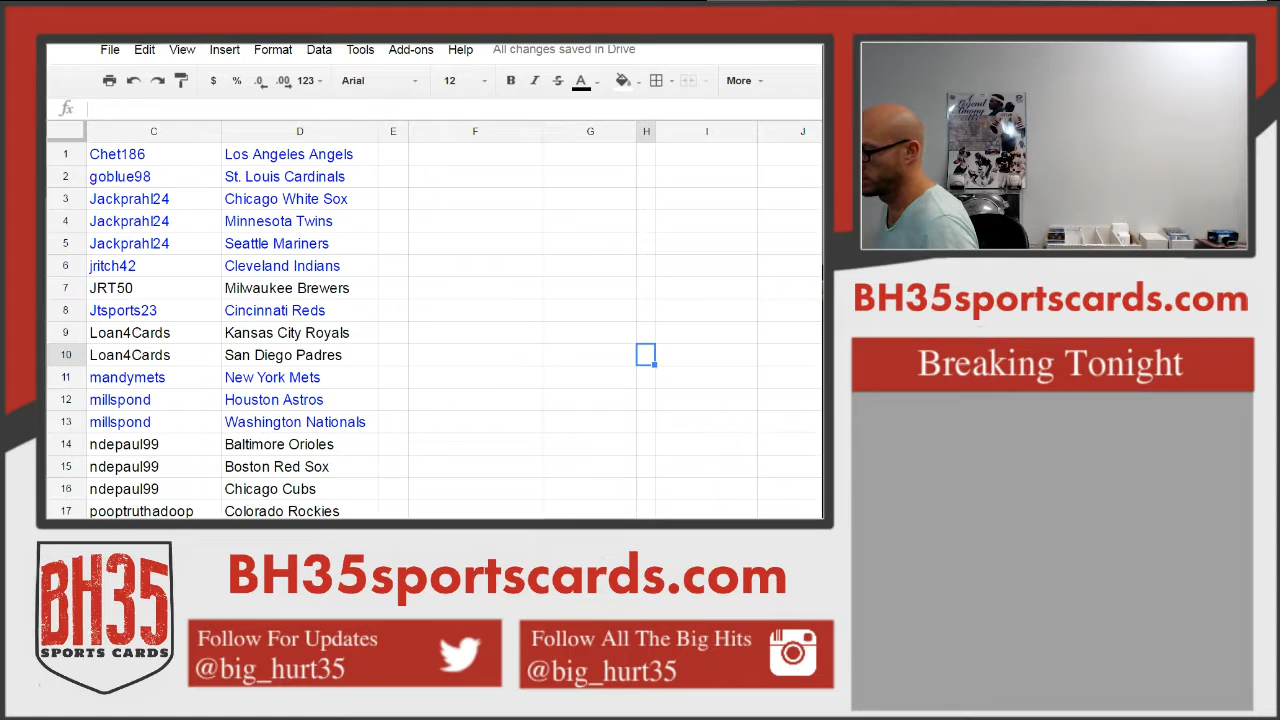 File Edit View Insert Format Data Tools Add-ons Help All changes saved in Drive
$ % .0 .00 123 Arial 12 B I S A More
fx
C D E F G H I J
1 Chet186 Los Angeles Angels
2 goblue98 St. Louis Cardinals
3 Jackprahl24 Chicago White Sox
4 Jackprahl24 Minnesota Twins
5 Jackprahl24 Seattle Mariners
6 jritch42 Cleveland Indians
7 JRT50 Milwaukee Brewers
8 Jtsports23 Cincinnati Reds
9 Loan4Cards Kansas City Royals
10 Loan4Cards San Diego Padres
11 mandymets New York Mets
12 millspond Houston Astros
13 millspond Washington Nationals
14 ndepaul99 Baltimore Orioles
15 ndepaul99 Boston Red Sox
16 ndepaul99 Chicago Cubs
17 pooptruthadoop Colorado Rockies
Legend
BH35sportscards.com
Breaking Tonight
BH35
SPORTS CARDS
BH35sportscards.com
Follow For Updates
@big_hurt35
Follow All The Big Hits
@big_hurt35